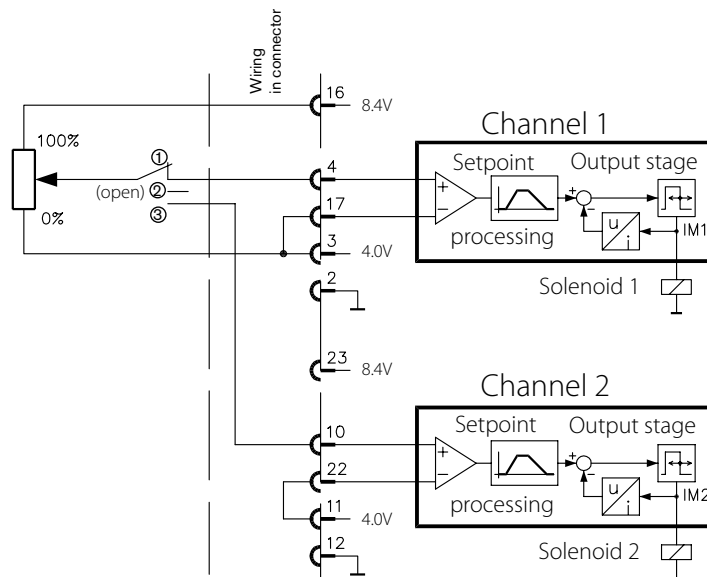 Wiring
in connector
16
8.4V
Channel 1
100%
①
4
Setpoint
Output stage
(open)
②
+
−
+
−
0%
③
17
processing
u
i
IM1
3
4.0V
2
Solenoid 1
23
8.4V
Channel 2
10
Setpoint
Output stage
+
−
+
−
22
processing
u
i
IM2
11
4.0V
12
Solenoid 2